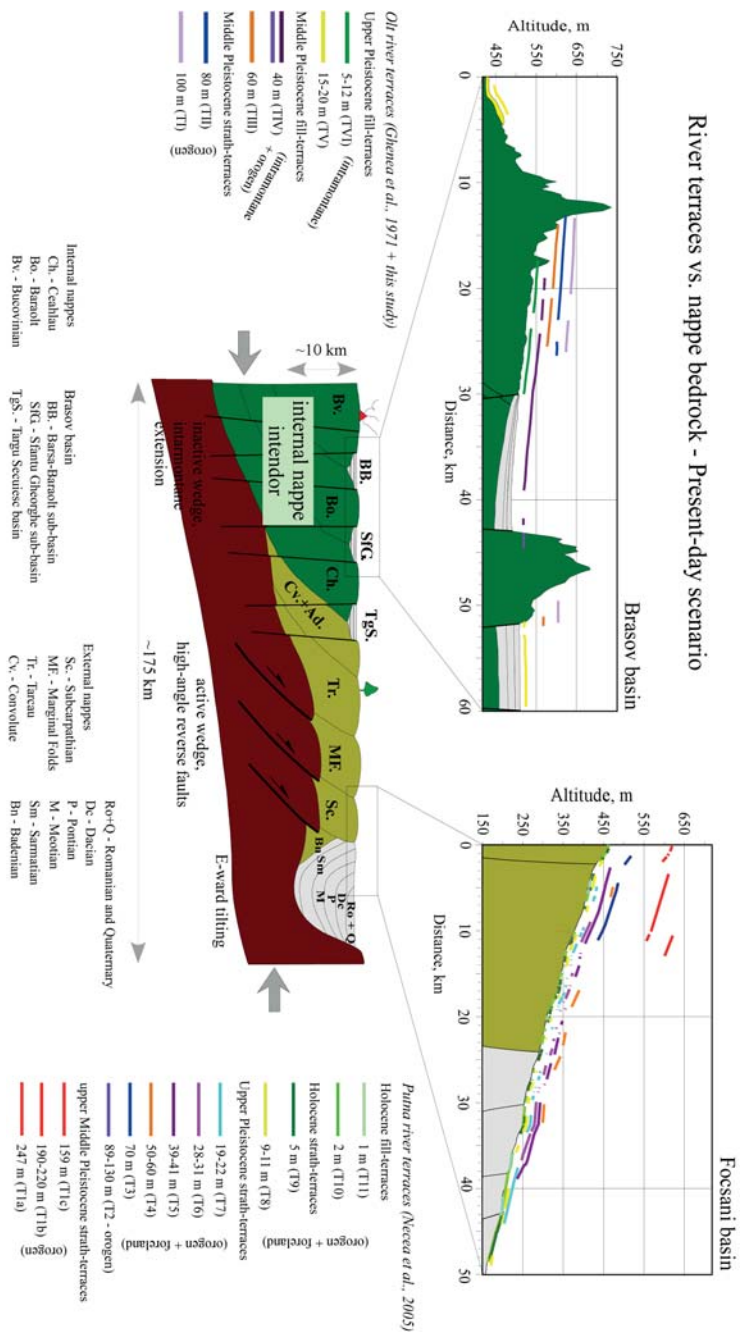 River terraces vs. nappe bedrock - Present-day scenario
Brasov basin
Altitude, m
450
550
650
750
0
10
20
30
40
50
60
Distance, km
Focsani basin
Altitude, m
150
250
350
450
550
650
0
10
20
30
40
50
Distance, km
Olt river terraces (Ghenea et al., 1971 + this study)
Upper Pleistocene fill-terraces
5-12 m (TVI)
15-20 m (TV)
(intramontane)
Middle Pleistocene fill-terraces
40 m (TIV)
60 m (TIII)
(intramontane
+ orogen)
Middle Pleistocene strath-terraces
80 m (TII)
100 m (TI)
(orogen)
~10 km
Bv.
BB.
Bo.
SfG.
Ch.
Cv.+Ad.
TgS.
Tr.
MF.
Sc.
Bn
Sm
M
P
Dc
Ro + Q
internal nappe
intendor
inactive wedge,
intarmontane
extension
active wedge,
high-angle reverse faults
E-ward tilting
~175 km
Putna river terraces (Necea et al., 2005)
Holocene fill-terraces
1 m (T11)
2 m (T10)
Holocene strath-terraces
5 m (T9)
9-11 m (T8)
(orogen + foreland)
Upper Pleistocene strath-terraces
19-22 m (T7)
28-31 m (T6)
39-41 m (T5)
50-60 m (T4)
70 m (T3)
(orogen + foreland)
89-130 m (T2 - orogen)
upper Middle Pleistocene strath-terraces
159 m (T1c)
190-220 m (T1b)
247 m (T1a)
(orogen)
Internal nappes
Ch. - Ceahlau
Bo. - Baraolt
Bv. - Bucovinian
Brasov basin
BB. - Barsa-Baraolt sub-basin
SfG - Sfantu Gheorghe sub-basin
TgS. - Targu Secuiesc basin
External nappes
Sc. - Subcarpathian
MF. - Marginal Folds
Tr. - Tarcau
Cv. - Convolute
Ro+Q - Romanian and Quaternary
Dc - Dacian
P - Pontian
M - Meotian
Sm - Sarmatian
Bn - Badenian